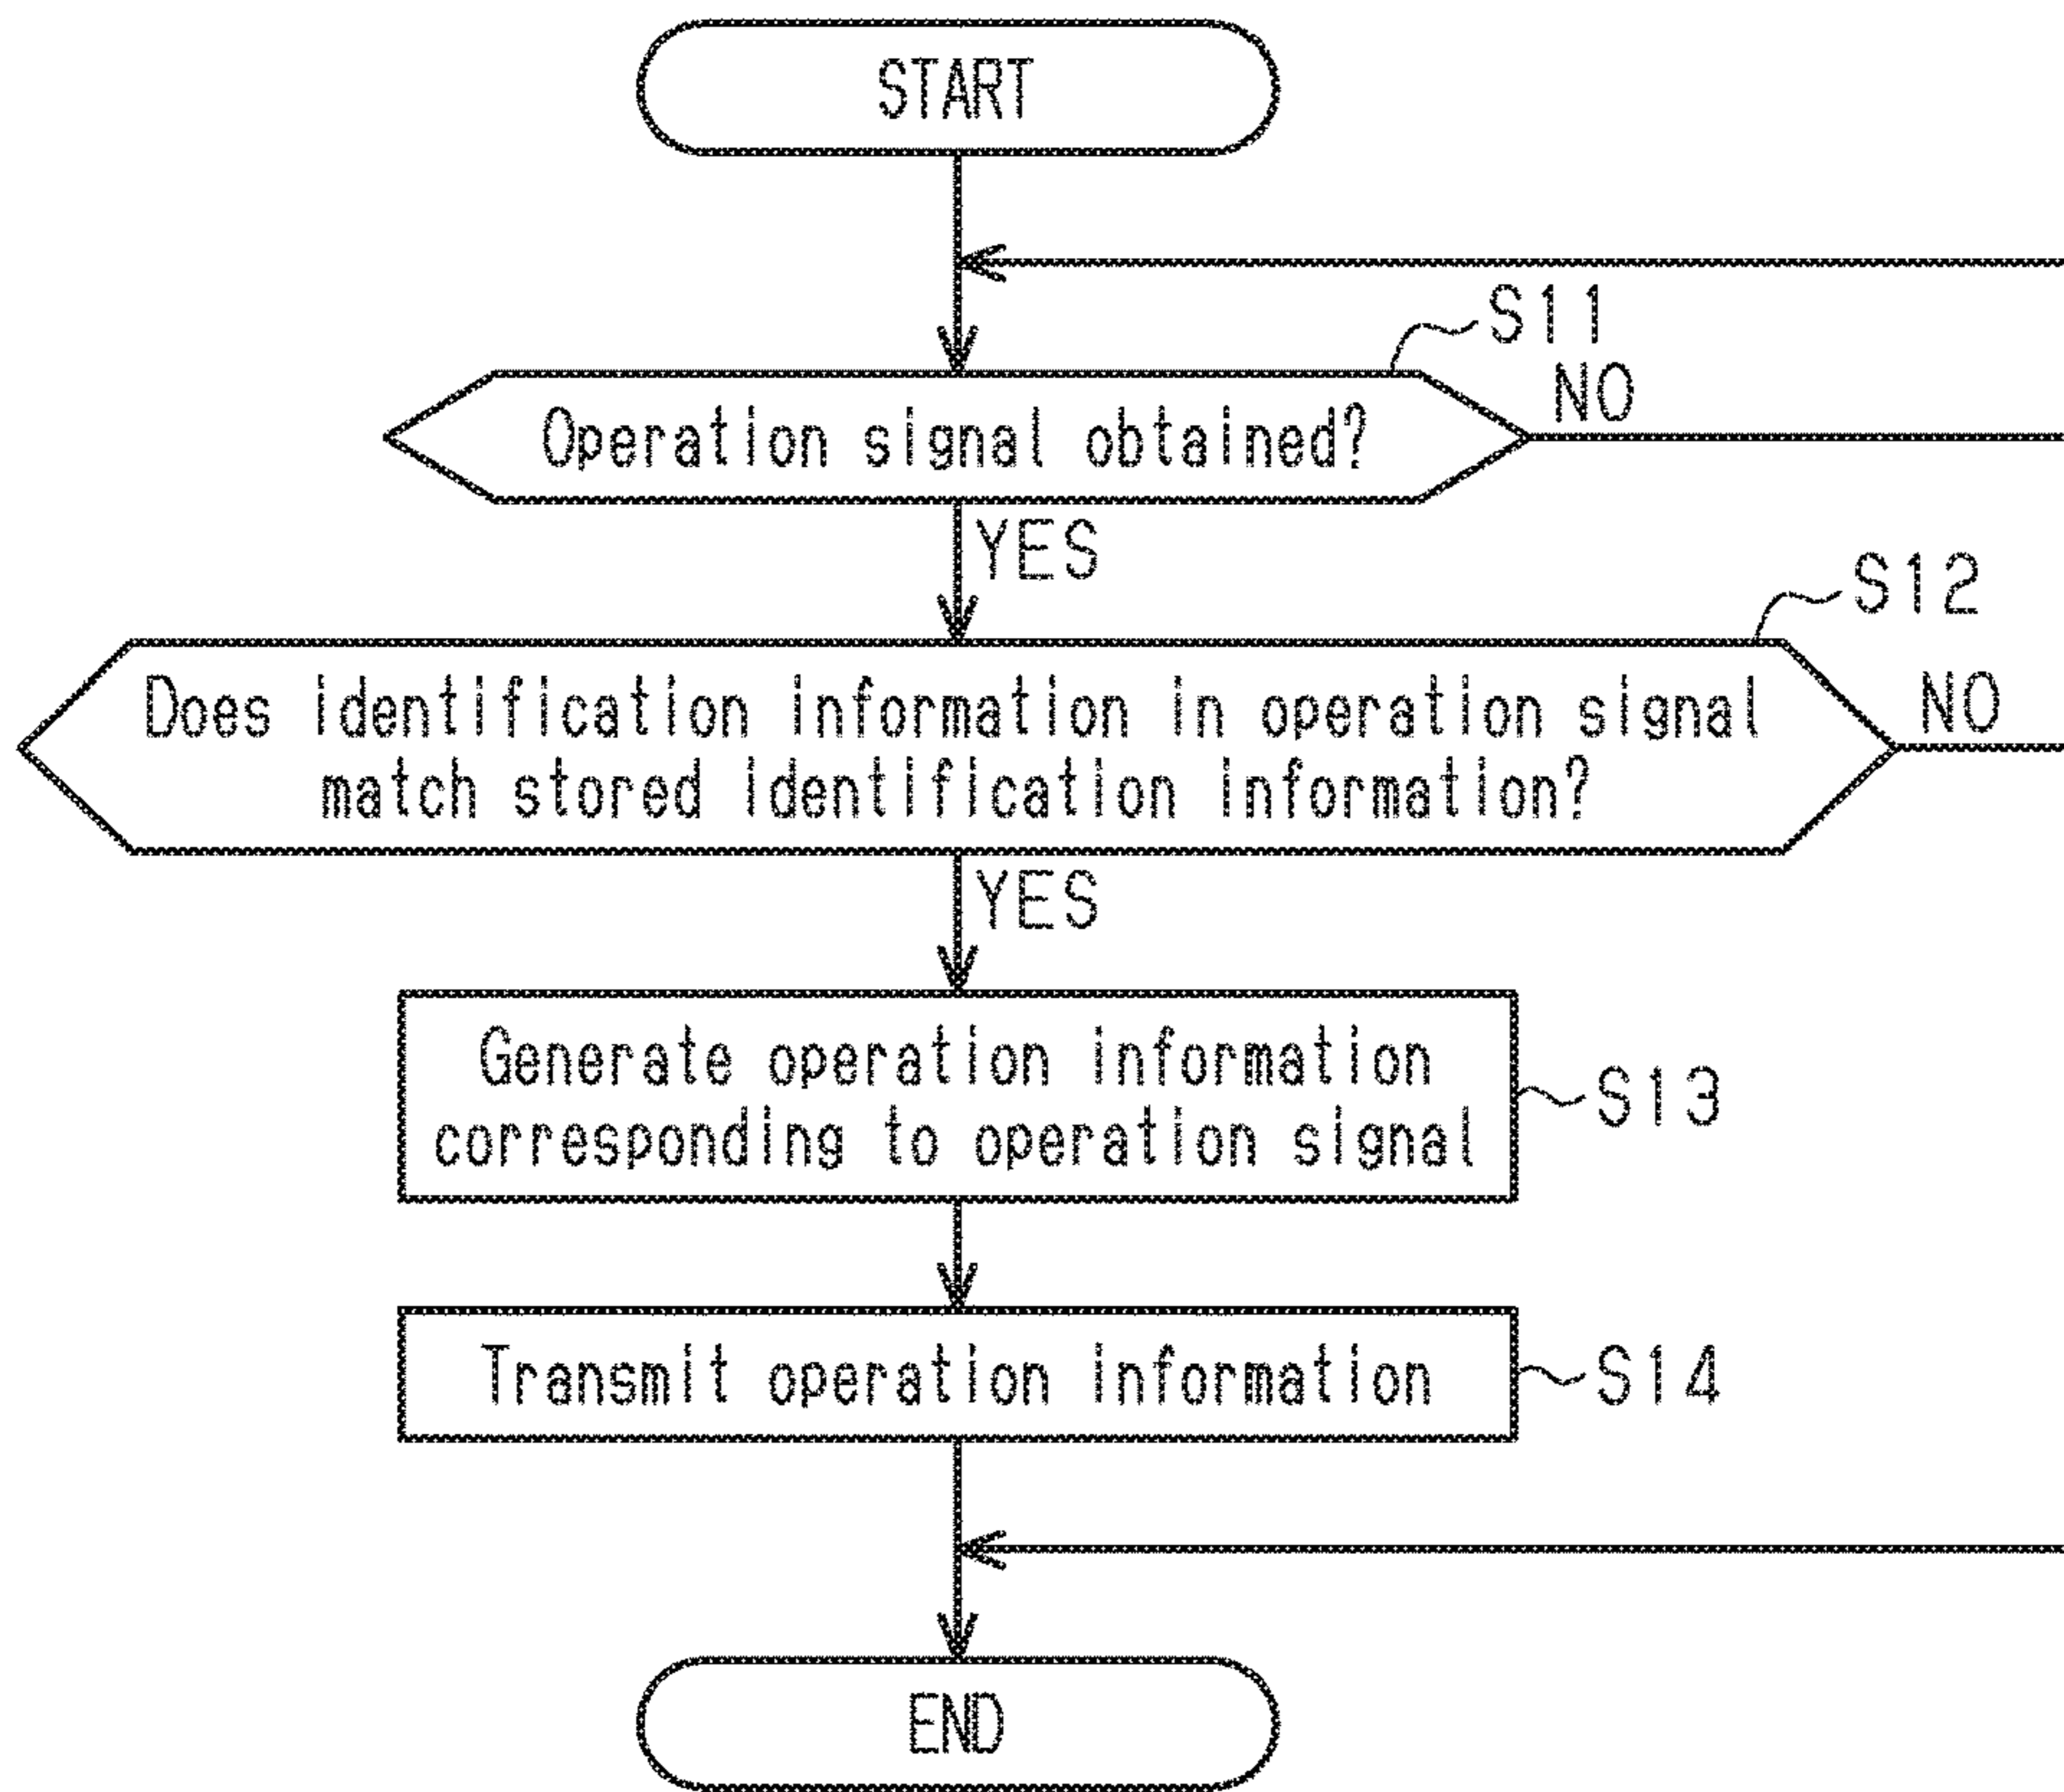 START
S11
Operation signal obtained?
NO
YES
S12
Does identification information in operation signal
match stored identification information?
NO
YES
Generate operation information
corresponding to operation signal
S13
Transmit operation information
S14
END